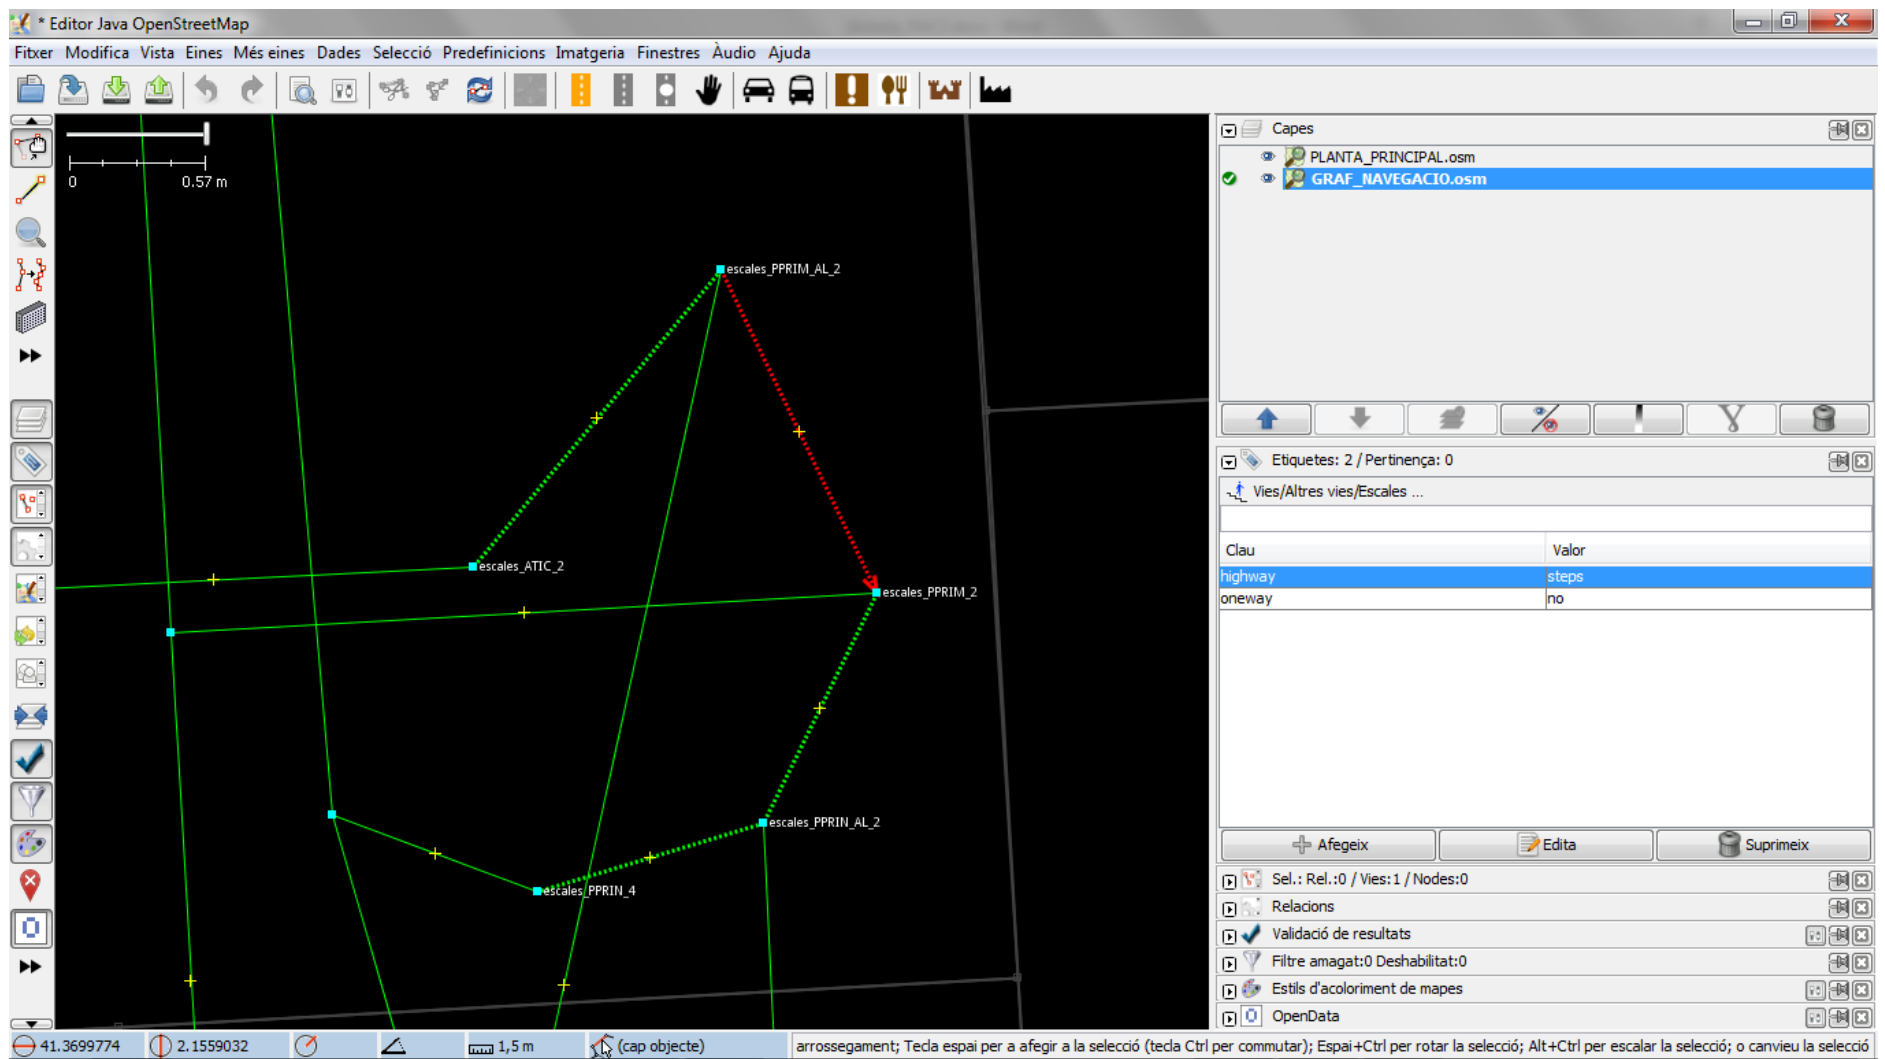 * Editor Java OpenStreetMap
Fitxer Modifica Vista Eines Més eines Dades Selecció Predefinicions Imatgeria Finestres Àudio Ajuda
0 0.57 m
escales_PPRIM_AL_2
escales_ATIC_2
escales_PPRIM_2
escales_PPRIN_AL_2
escales_PPRIN_4
Capes
PLANTA_PRINCIPAL.osm
GRAF_NAVEGACIO.osm
Etiquetes: 2 / Pertinença: 0
Vies/Altres vies/Escales ...
Clau Valor
highway steps
oneway no
Afegeix Edita Suprimeix
Sel.: Rel.:0 / Vies:1 / Nodes:0
Relacions
Validació de resultats
Filtre amagat:0 Deshabilitat:0
Estils d'acoloriment de mapes
OpenData
41.3699774 2.1559032 1,5 m (cap objecte) arrossegament; Tecla espai per a afegir a la selecció (tecla Ctrl per commutar); Espai+Ctrl per rotar la selecció; Alt+Ctrl per escalar la selecció; o canvieu la selecció